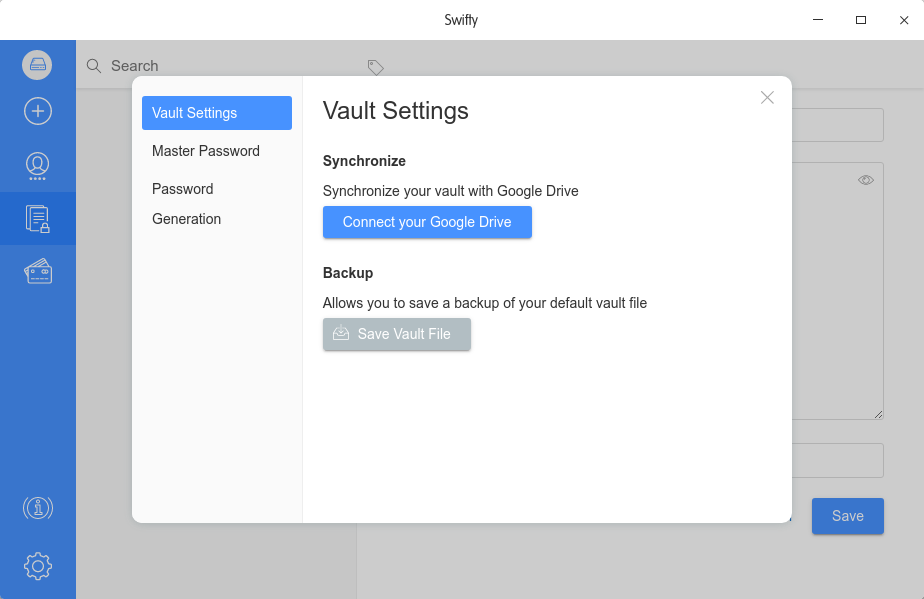 Swifty
Search
Vault Settings
Master Password
Password
Generation
Vault Settings
Synchronize
Synchronize your vault with Google Drive
Connect your Google Drive
Backup
Allows you to save a backup of your default vault file
Save Vault File
Save